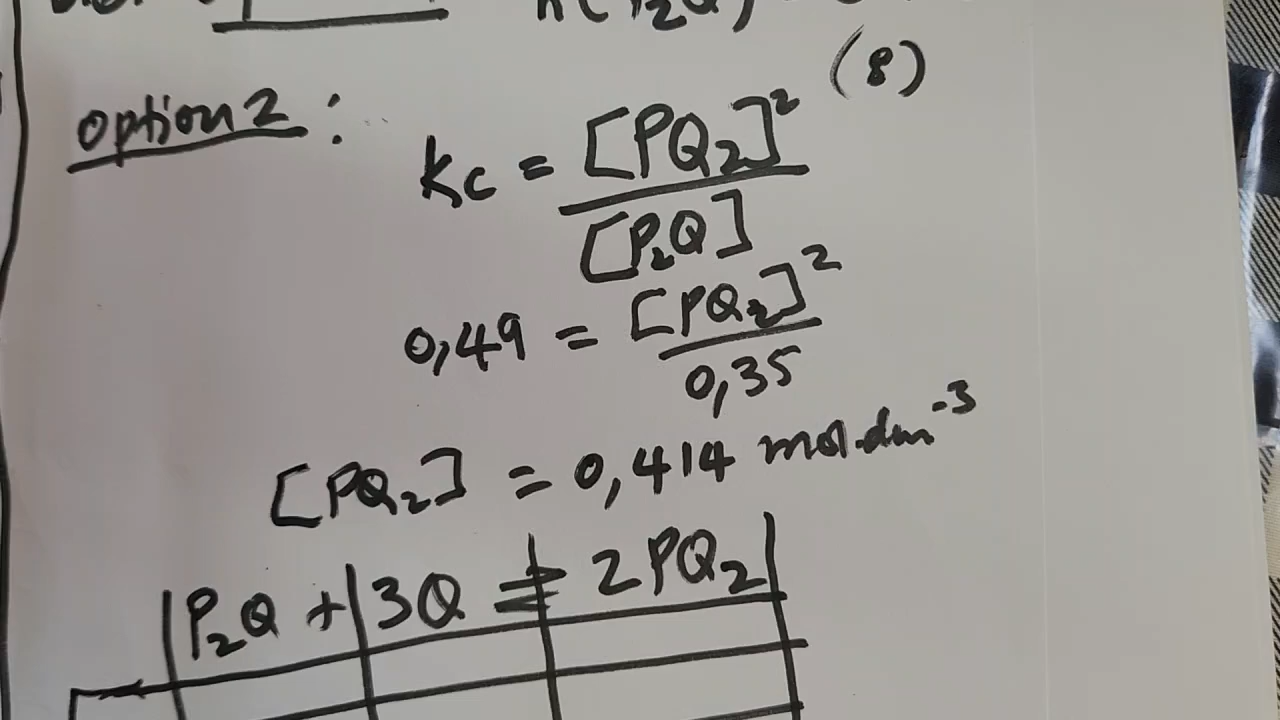 n(P₂Q)
(8)
Option 2 :
Kc = [PQ₂]² / [P₂Q]
0,49 = [PQ₂]² / 0,35
[PQ₂] = 0,414 mol.dm⁻³
P₂Q + 3Q ⇌ 2PQ₂